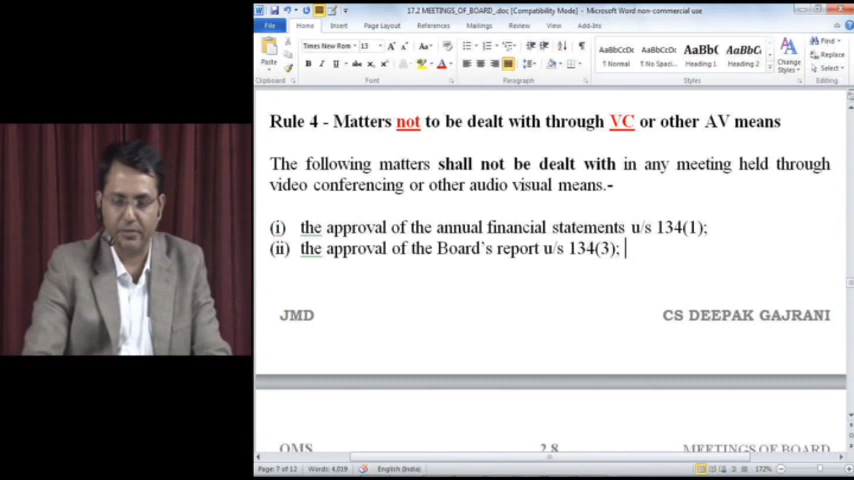 17.2 MEETINGS_OF_BOARD_.doc [Compatibility Mode] - Microsoft Word non-commercial use
File Home Insert Page Layout References Mailings Review View Add-Ins
Paste
Times New Rom 13
AaBbCcDc AaBbCcDc AaBbC AaBbCc
¶ Normal ¶ No Spaci... Heading 1 Heading 2
Change Styles
Find
Replace
Select
Clipboard Font Paragraph Styles Editing
Rule 4 - Matters not to be dealt with through VC or other AV means
The following matters shall not be dealt with in any meeting held through
video conferencing or other audio visual means.-
(i) the approval of the annual financial statements u/s 134(1);
(ii) the approval of the Board's report u/s 134(3);
JMD CS DEEPAK GAJRANI
OMS 2.8 MEETINGS OF BOARD
Page: 7 of 12 Words: 4,019 English (India) 172%